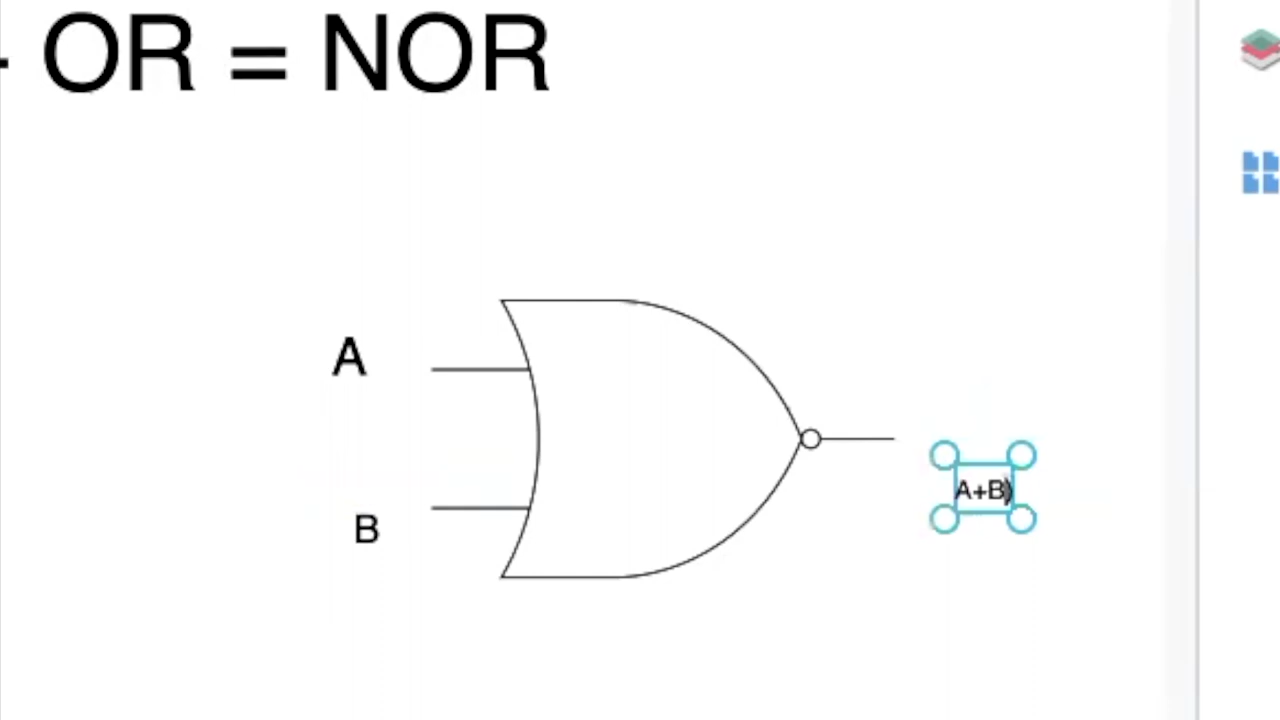 - OR = NOR
A
B
A+B)